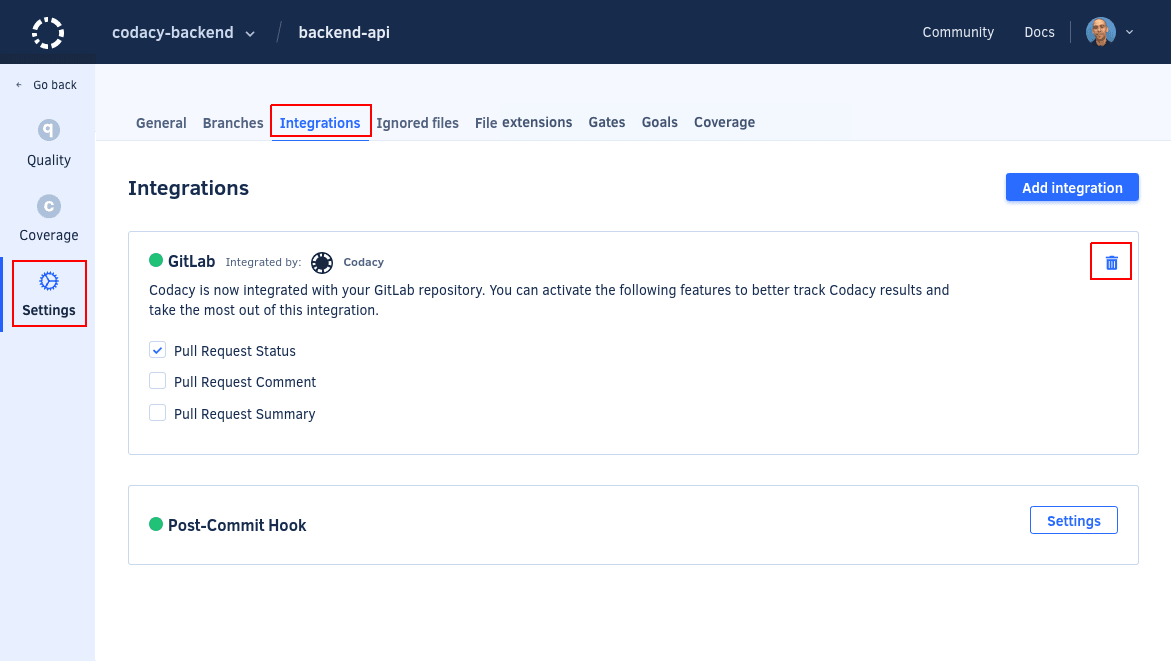 codacy-backend / backend-api
Community Docs
Go back
General Branches Integrations Ignored files File extensions Gates Goals Coverage
q
Quality
c
Coverage
Settings
Integrations
Add integration
GitLab Integrated by: Codacy
Codacy is now integrated with your GitLab repository. You can activate the following features to better track Codacy results and
take the most out of this integration.
Pull Request Status
Pull Request Comment
Pull Request Summary
Post-Commit Hook
Settings